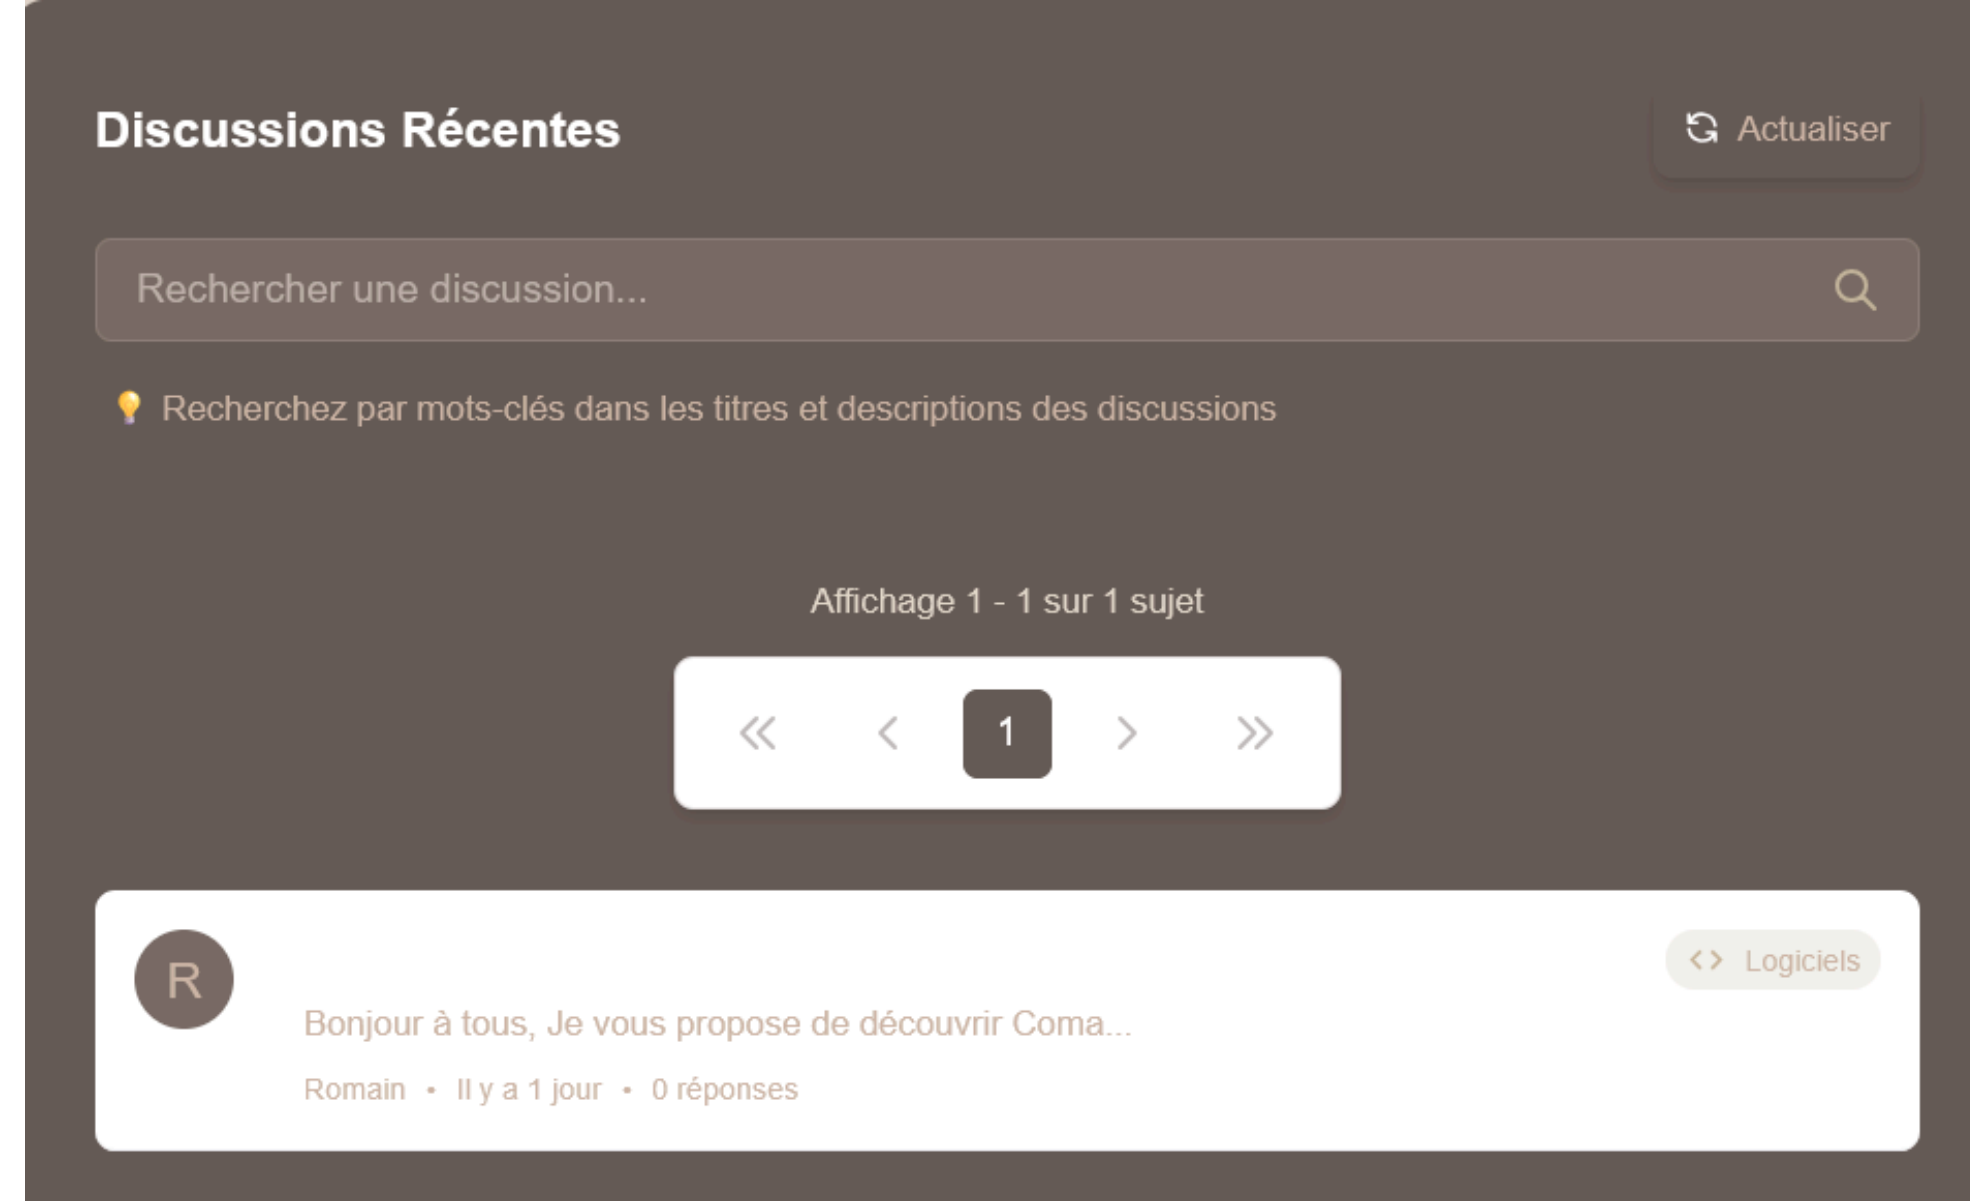 Discussions Récentes
Actualiser
Rechercher une discussion...
💡 Recherchez par mots-clés dans les titres et descriptions des discussions
Affichage 1 - 1 sur 1 sujet
1
R
Logiciels
Bonjour à tous, Je vous propose de découvrir Coma...
Romain • Il y a 1 jour • 0 réponses